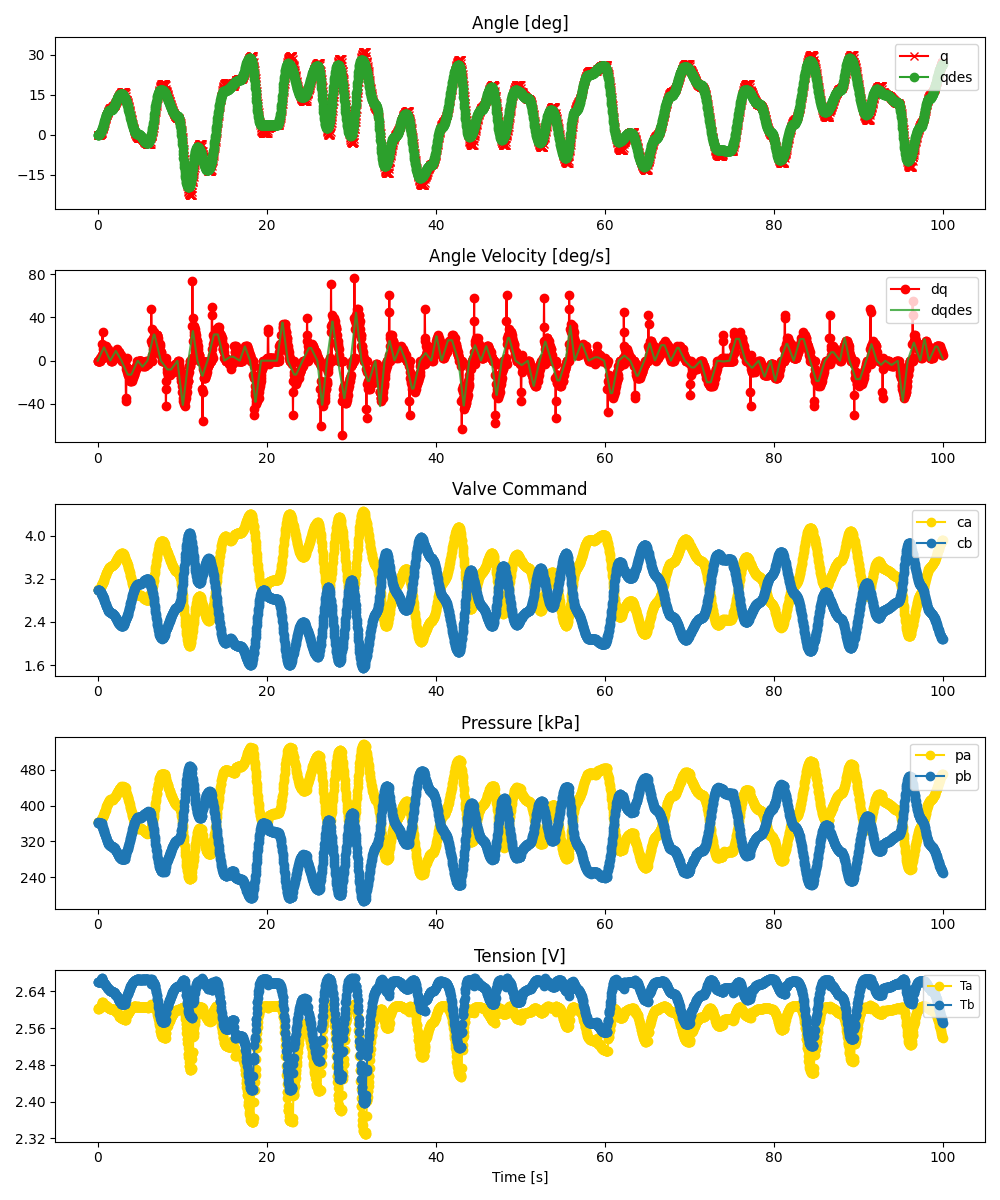 Angle [deg]
30
15
0
−15
q
qdes
0 20 40 60 80 100
Angle Velocity [deg/s]
80
40
0
−40
dq
dqdes
0 20 40 60 80 100
Valve Command
4.0
3.2
2.4
1.6
ca
cb
0 20 40 60 80 100
Pressure [kPa]
480
400
320
240
pa
pb
0 20 40 60 80 100
Tension [V]
2.64
2.56
2.48
2.40
2.32
Ta
Tb
0 20 40 60 80 100
Time [s]